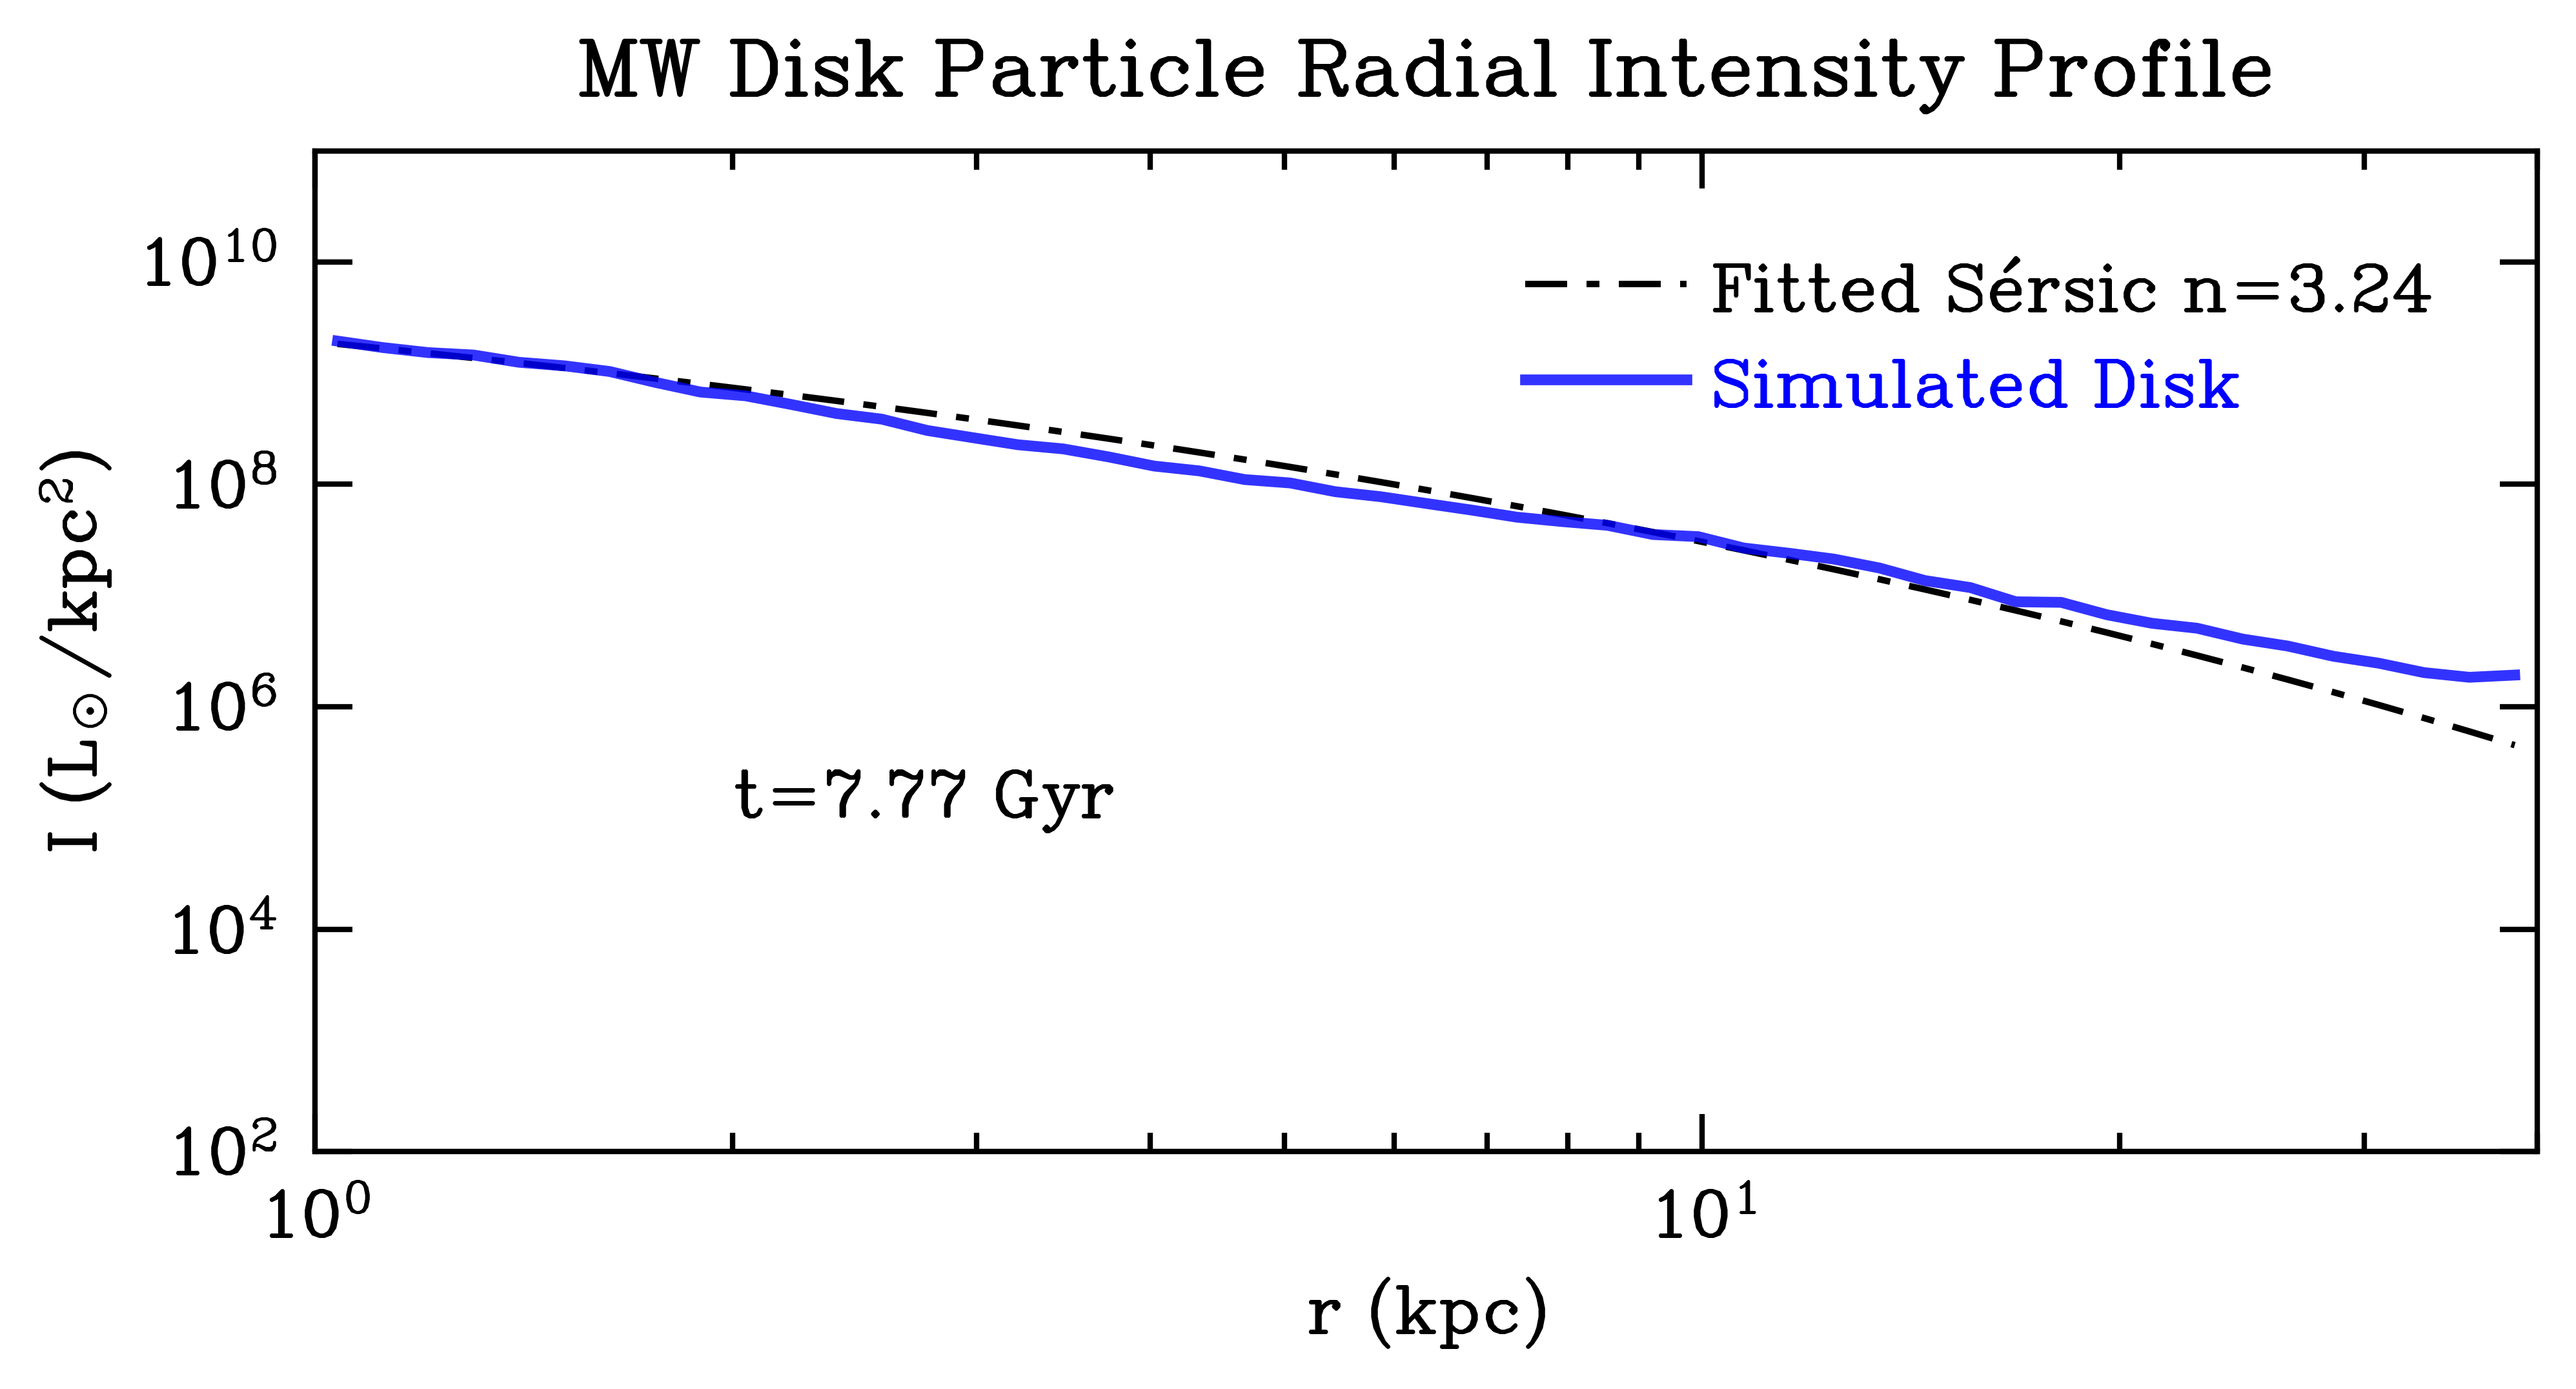 MW Disk Particle Radial Intensity Profile
10¹⁰
10⁸
10⁶
10⁴
10²
I (L☉/kpc²)
Fitted Sérsic n=3.24
Simulated Disk
t=7.77 Gyr
10⁰
10¹
r (kpc)